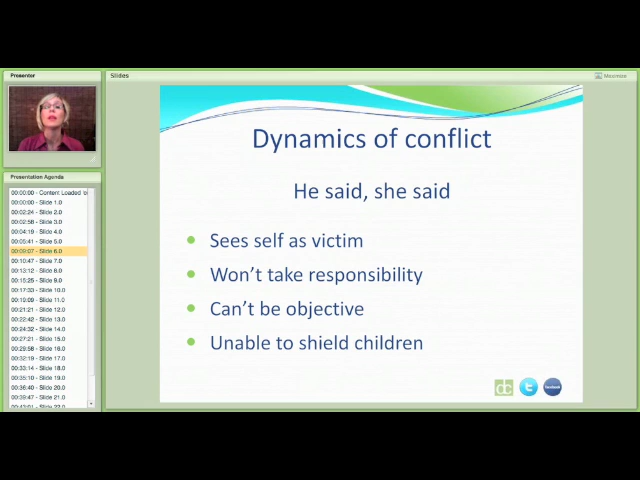 Presenter
Slides
Maximize
Dynamics of conflict
He said, she said
Sees self as victim
Won't take responsibility
Can't be objective
Unable to shield children
dc
facebook
Presentation Agenda
00:00:00 - Content Loaded
00:00:00 - Slide 1.0
00:02:24 - Slide 2.0
00:02:58 - Slide 3.0
00:04:19 - Slide 4.0
00:05:41 - Slide 5.0
00:09:07 - Slide 6.0
00:10:47 - Slide 7.0
00:13:12 - Slide 8.0
00:15:25 - Slide 9.0
00:17:33 - Slide 10.0
00:19:09 - Slide 11.0
00:21:21 - Slide 12.0
00:22:42 - Slide 13.0
00:24:32 - Slide 14.0
00:27:21 - Slide 15.0
00:29:58 - Slide 16.0
00:32:18 - Slide 17.0
00:33:14 - Slide 18.0
00:35:10 - Slide 19.0
00:36:40 - Slide 20.0
00:39:47 - Slide 21.0